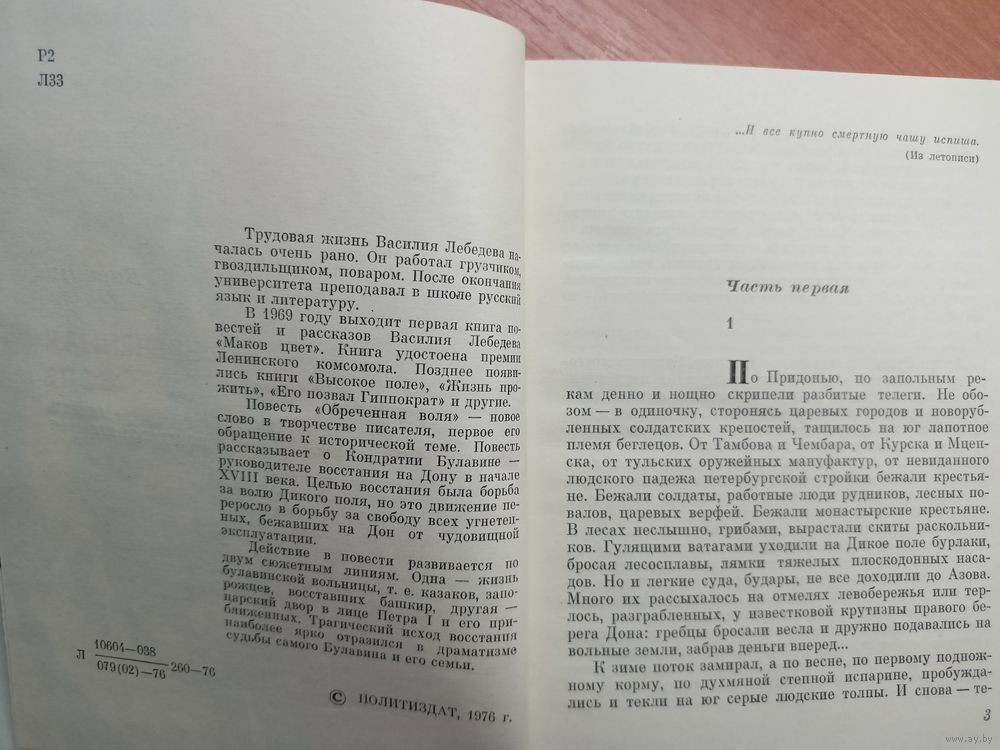 Р2
Л33
Трудовая жизнь Василия Лебедева на-
чалась очень рано. Он работал грузчиком,
гвоздильщиком, поваром. После окончания
университета преподавал в школе русский
язык и литературу.
В 1969 году выходит первая книга по-
вестей и рассказов Василия Лебедева
«Маков цвет». Книга удостоена премии
Ленинского комсомола. Позднее появи-
лись книги «Высокое поле», «Жизнь про-
жить», «Его позвал Гиппократ» и другие.
Повесть «Обреченная воля» — новое
слово в творчестве писателя, первое его
обращение к исторической теме. Повесть
рассказывает о Кондратии Булавине —
руководителе восстания на Дону в начале
XVIII века. Целью восстания была борьба
за волю Дикого поля, но это движение пе-
реросло в борьбу за свободу всех угнетен-
ных, бежавших на Дон от чудовищной
эксплуатации.
Действие в повести развивается по
двум сюжетным линиям. Одна — жизнь
булавинской вольницы, т. е. казаков, запо-
рожцев, восставших башкир, другая —
царский двор в лице Петра I и его при-
ближенных. Трагический исход восстания
наиболее ярко отразился в драматизме
судьбы самого Булавина и его семьи.
Л 10604—038
079(02)—76 260—76
© ПОЛИТИЗДАТ, 1976 г.
...И все купно смертную чашу испиша.
(Из летописи)
Часть первая
1
По Придонью, по запольным ре-
кам денно и нощно скрипели разбитые телеги. Не обо-
зом — в одиночку, сторонясь царевых городов и новоруб-
ленных солдатских крепостей, тащилось на юг лапотное
племя беглецов. От Тамбова и Чембара, от Курска и Мцен-
ска, от тульских оружейных мануфактур, от невиданного
людского падежа петербургской стройки бежали крестья-
не. Бежали солдаты, работные люди рудников, лесных по-
валов, царевых верфей. Бежали монастырские крестьяне.
В лесах неслышно, грибами, вырастали скиты раскольни-
ков. Гулящими ватагами уходили на Дикое поле бурлаки,
бросая лесосплавы, лямки тяжелых плоскодонных наса-
дов. Но и легкие суда, будары, не все доходили до Азова.
Много их рассыхалось на отмелях левобережья или тер-
лось, разграбленных, у известковой крутизны правого бе-
рега Дона: гребцы бросали весла и дружно подавались на
вольные земли, забрав деньги вперед...
К зиме поток замирал, а по весне, по первому поднож-
ному корму, по духмяной степной испарине, пробужда-
лись и текли на юг серые людские толпы. И снова — те-
3
www.ay.by